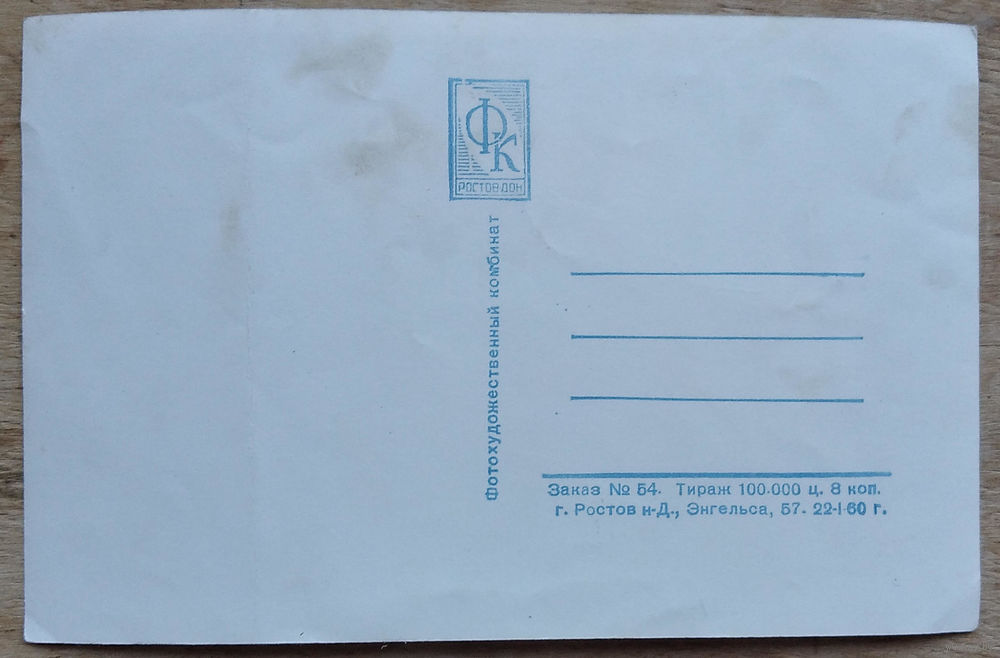 ФК
РОСТОВ ДОН
Фотохудожественный комбинат
Заказ № 54. Тираж 100.000 ц. 8 коп.
г. Ростов н-Д., Энгельса, 57. 22-I-60 г.